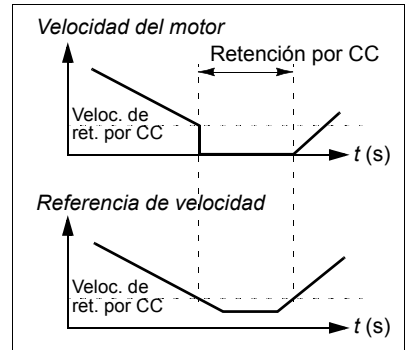 Velocidad del motor
Retención por CC
Veloc. de
ret. por CC
t (s)
Referencia de velocidad
Veloc. de
ret. por CC
t (s)